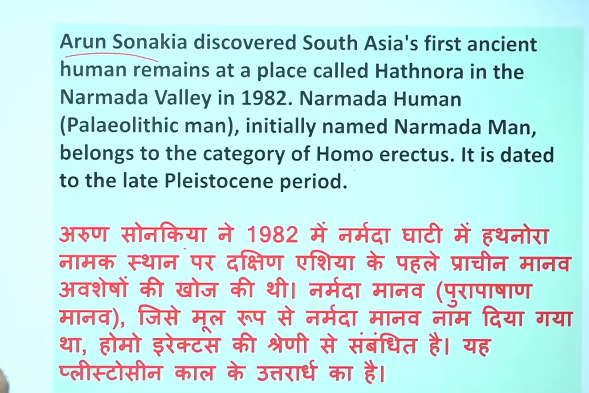 Arun Sonakia discovered South Asia's first ancient
human remains at a place called Hathnora in the
Narmada Valley in 1982. Narmada Human
(Palaeolithic man), initially named Narmada Man,
belongs to the category of Homo erectus. It is dated
to the late Pleistocene period.
अरुण सोनकिया ने 1982 में नर्मदा घाटी में हथनोरा
नामक स्थान पर दक्षिण एशिया के पहले प्राचीन मानव
अवशेषों की खोज की थी। नर्मदा मानव (पुरापाषाण
मानव), जिसे मूल रूप से नर्मदा मानव नाम दिया गया
था, होमो इरेक्टस की श्रेणी से संबंधित है। यह
प्लीस्टोसीन काल के उत्तरार्ध का है।